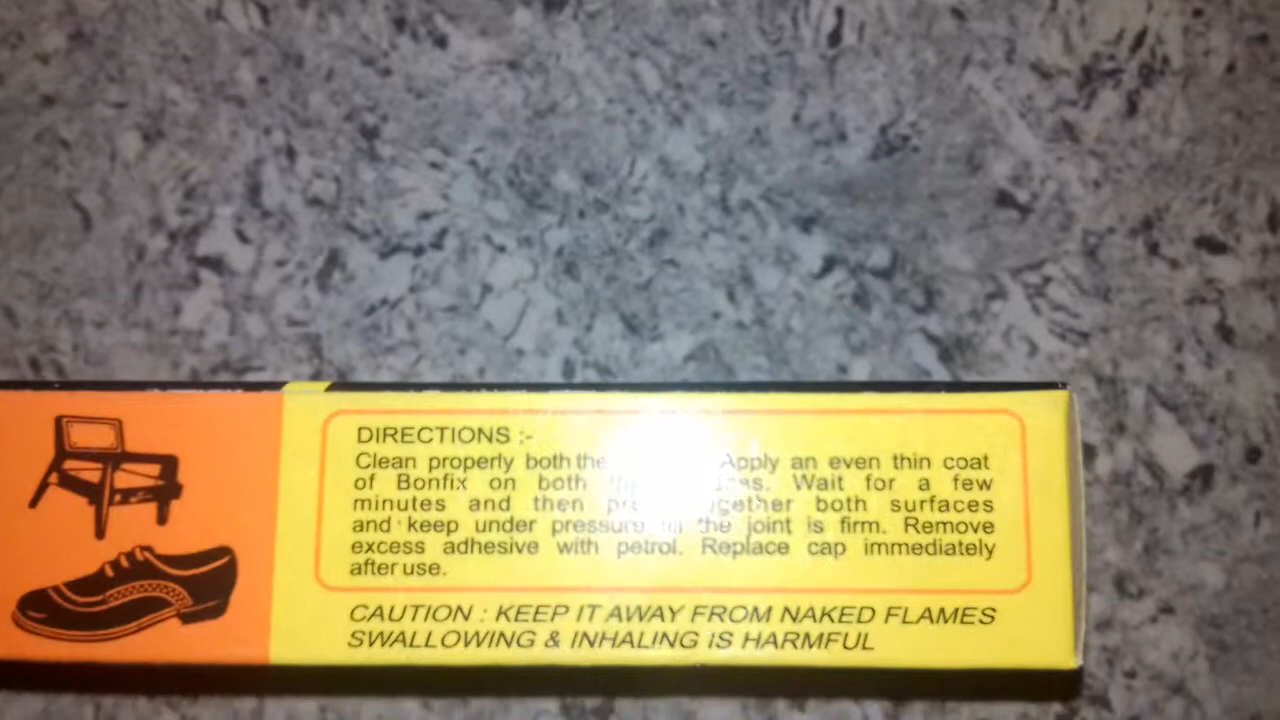 DIRECTIONS :-
Clean properly both the Apply an even thin coat
of Bonfix on both Wait for a few
minutes and then both surfaces
and keep under pressure the joint is firm. Remove
excess adhesive with petrol. Replace cap immediately
after use.
CAUTION : KEEP IT AWAY FROM NAKED FLAMES
SWALLOWING & INHALING IS HARMFUL